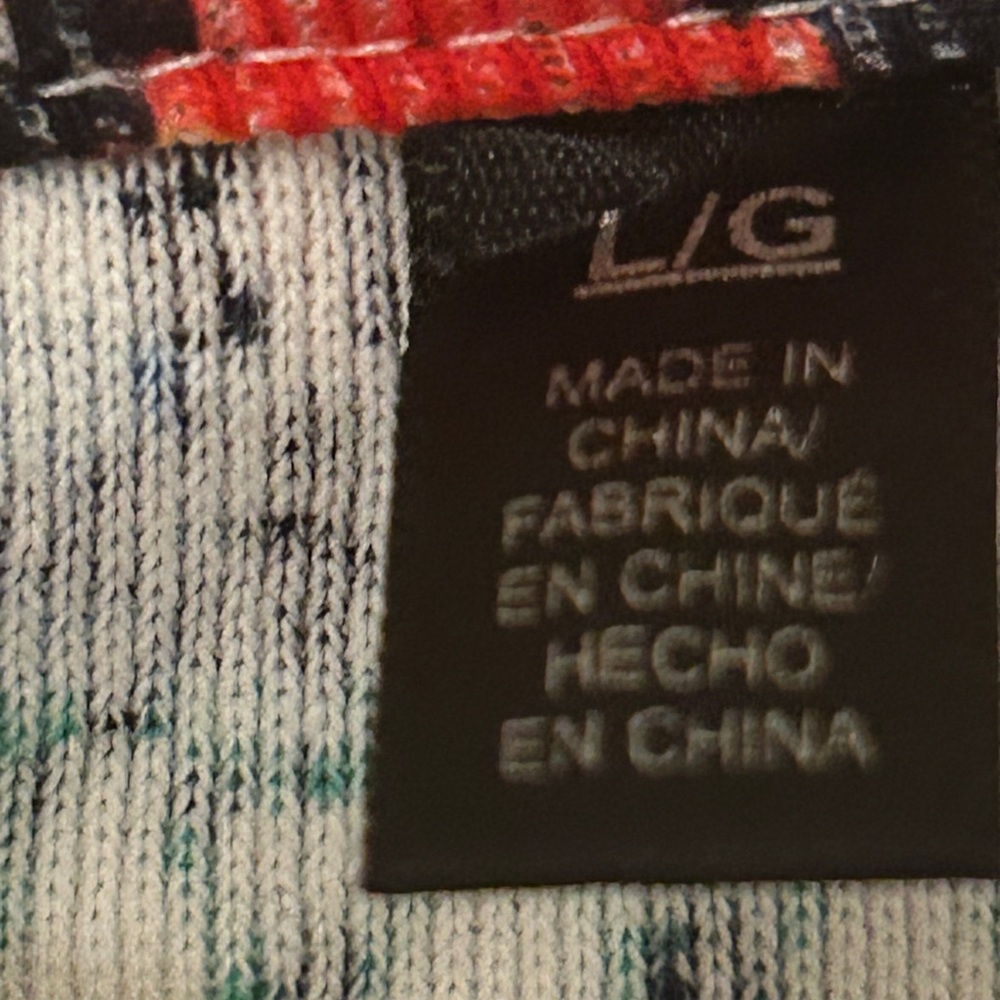 L/G
MADE IN
CHINA/
FABRIQUÉ
EN CHINE/
HECHO
EN CHINA